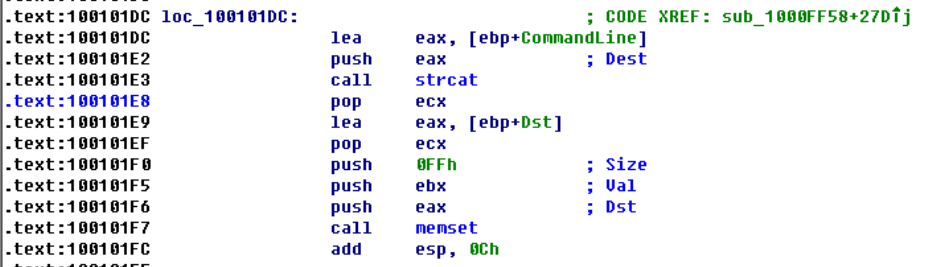 .text:100101DC loc_100101DC: ; CODE XREF: sub_1000FF58+27D↑j
.text:100101DC lea eax, [ebp+CommandLine]
.text:100101E2 push eax ; Dest
.text:100101E3 call strcat
.text:100101E8 pop ecx
.text:100101E9 lea eax, [ebp+Dst]
.text:100101EF pop ecx
.text:100101F0 push 0FFh ; Size
.text:100101F5 push ebx ; Val
.text:100101F6 push eax ; Dst
.text:100101F7 call memset
.text:100101FC add esp, 0Ch